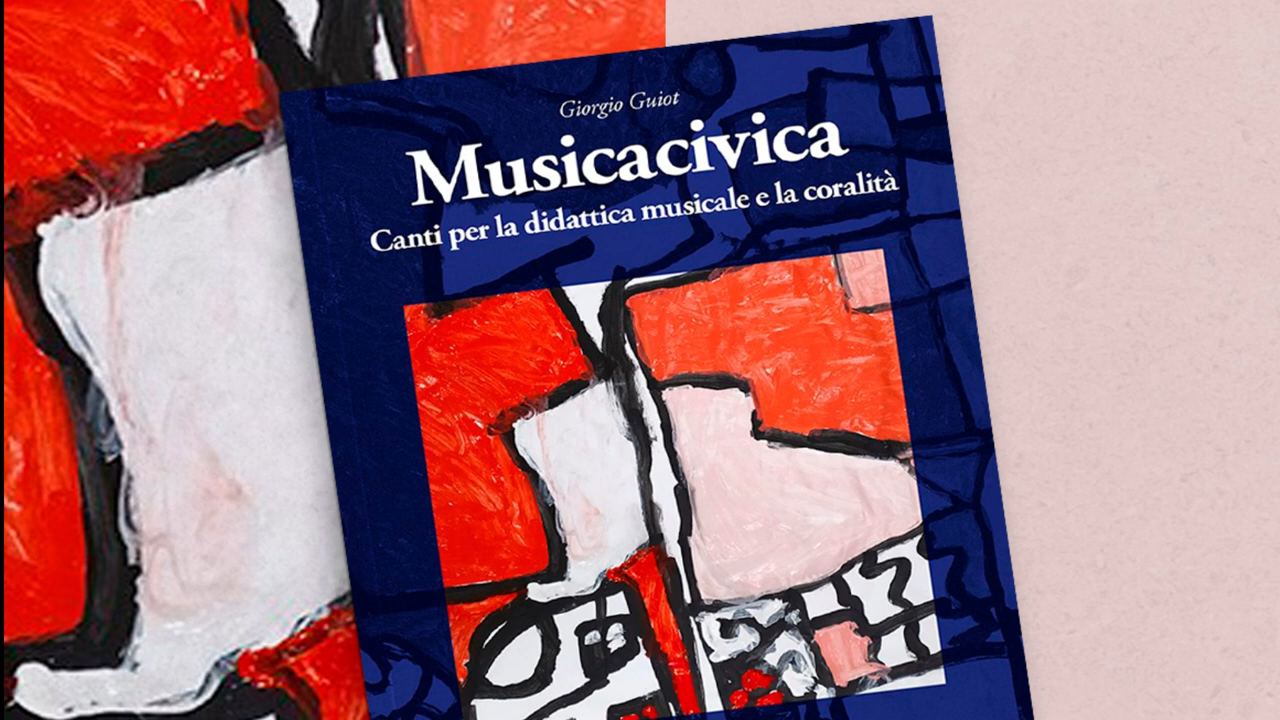 Giorgio Guiot
Musicacivica
Canti per la didattica musicale e la coralità